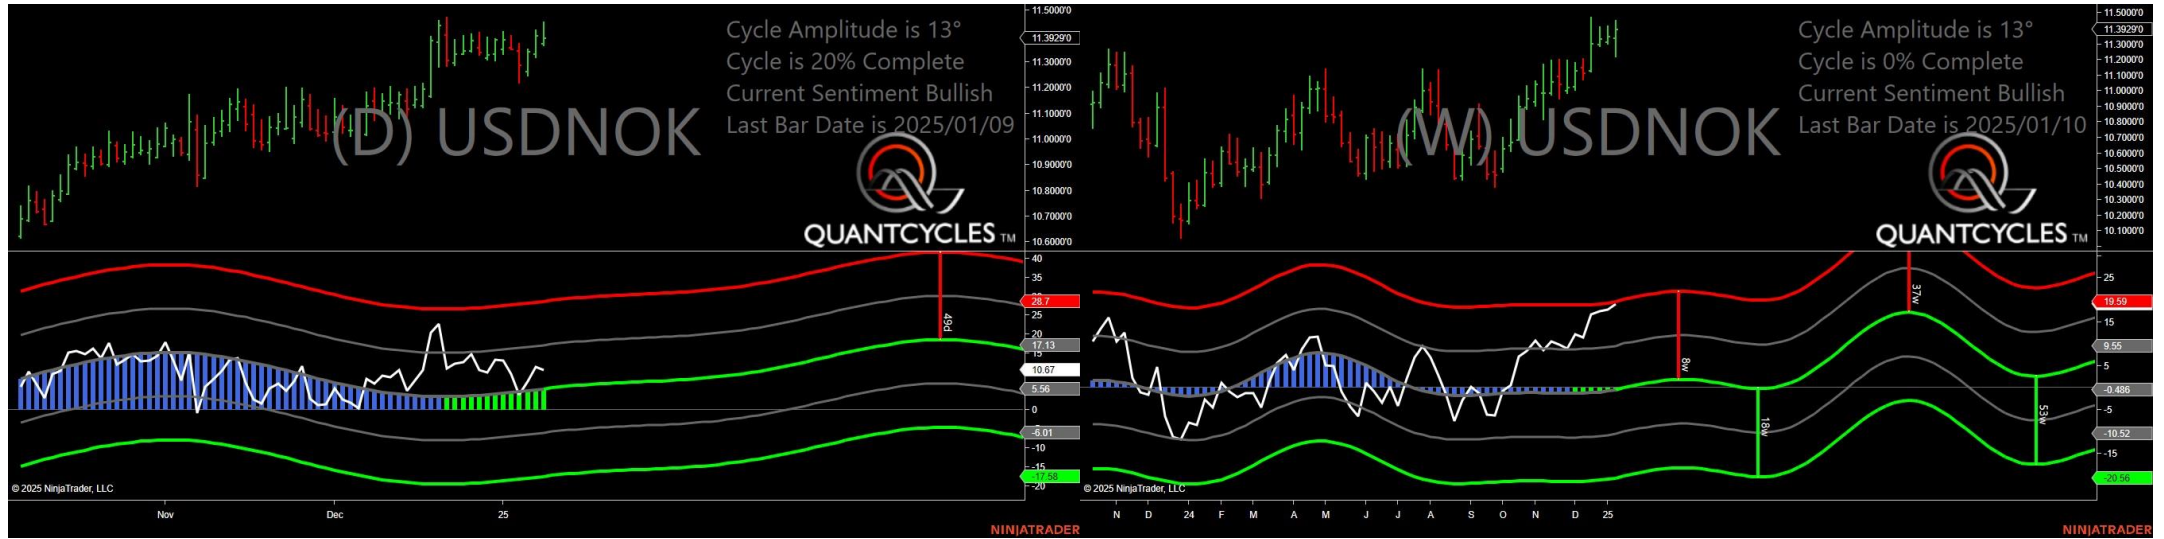 Cycle Amplitude is 13°
Cycle is 20% Complete
Current Sentiment Bullish
Last Bar Date is 2025/01/09
(D) USDNOK
QUANTCYCLES TM
11.5000'0
11.3929'0
11.3000'0
11.2000'0
11.1000'0
11.0000'0
10.9000'0
10.8000'0
10.7000'0
10.6000'0
40
35
28.7
25
20
17.13
15
10.67
5.56
0
-6.01
-10
-15
-17.58
-20
49d
© 2025 NinjaTrader, LLC
Nov
Dec
25
NINJATRADER
Cycle Amplitude is 13°
Cycle is 0% Complete
Current Sentiment Bullish
Last Bar Date is 2025/01/10
(W) USDNOK
QUANTCYCLES TM
11.5000'0
11.3929'0
11.3000'0
11.2000'0
11.1000'0
11.0000'0
10.9000'0
10.8000'0
10.7000'0
10.6000'0
10.5000'0
10.4000'0
10.3000'0
10.2000'0
10.1000'0
25
19.59
15
9.55
5
-0.486
-5
-10.52
-15
-20.56
8w
18w
37w
53w
© 2025 NinjaTrader, LLC
N
D
24
F
M
A
M
J
J
A
S
O
N
D
25
NINJATRADER